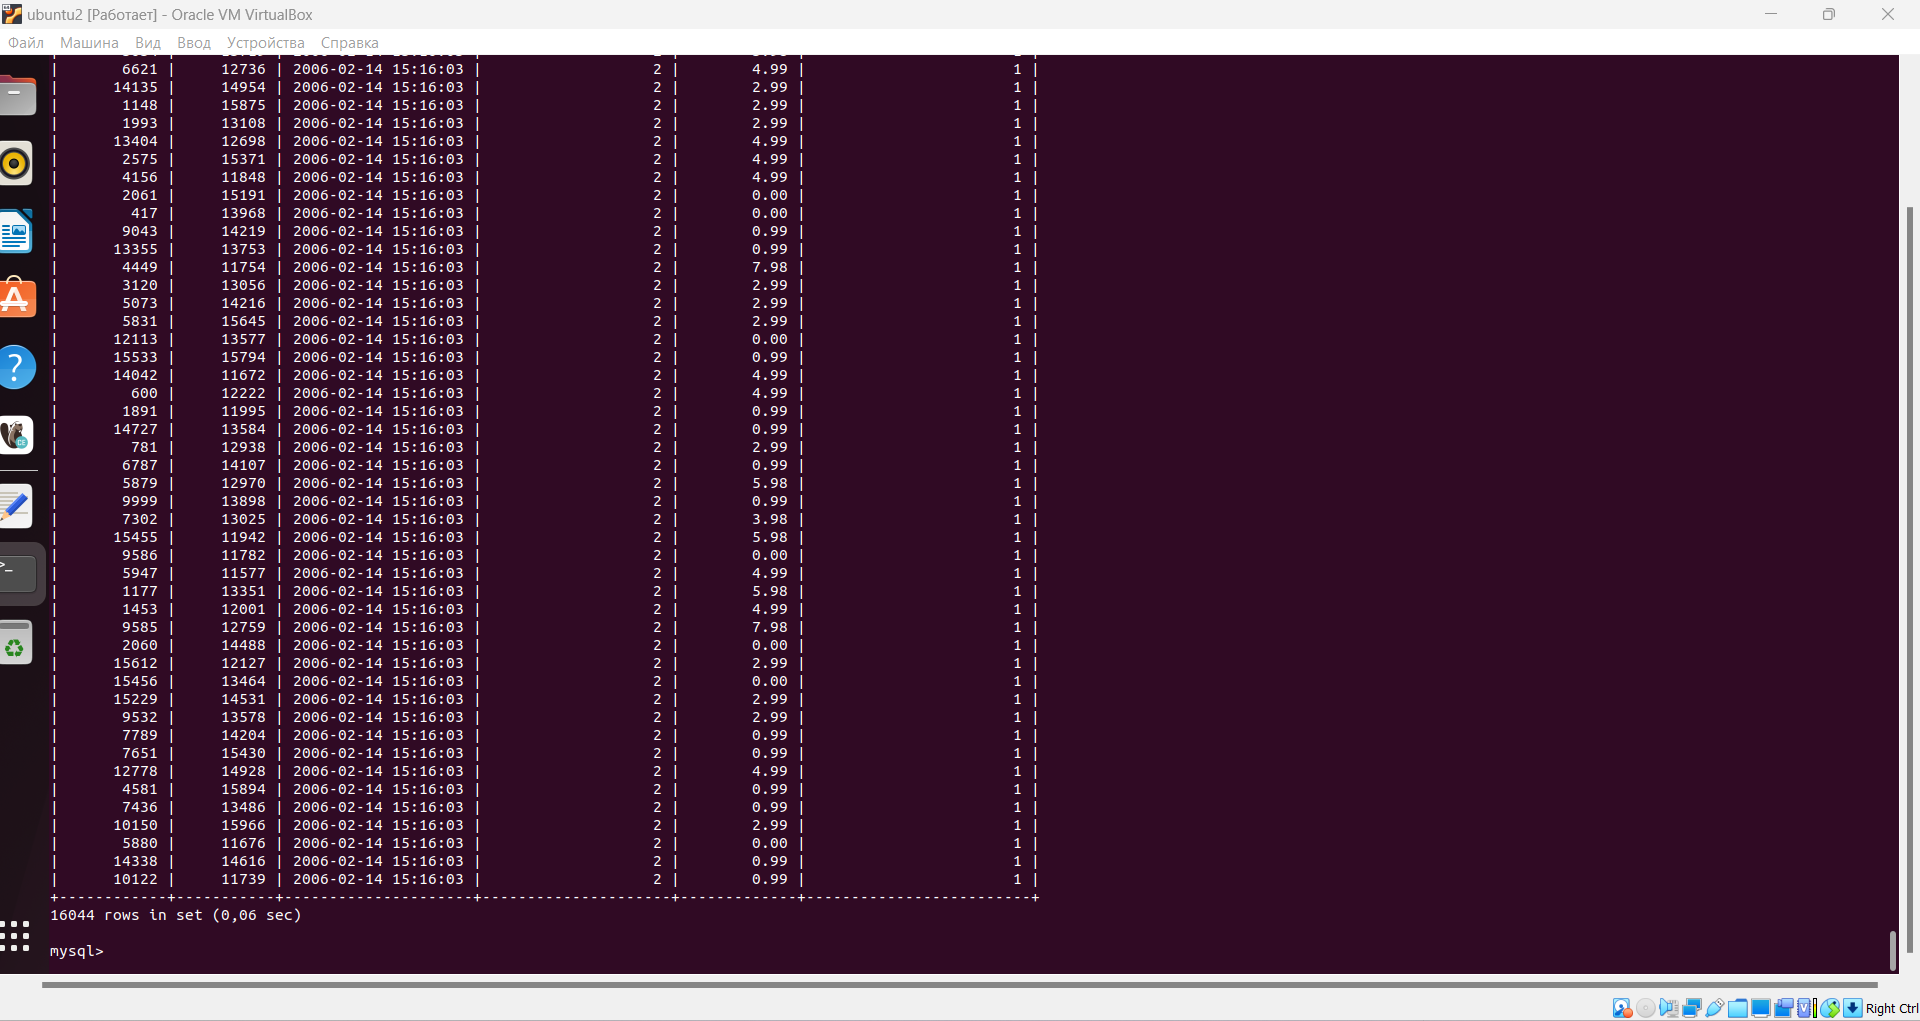 ubuntu2 [Работает] - Oracle VM VirtualBox
Файл Машина Вид Ввод Устройства Справка
| 6621 | 12736 | 2006-02-14 15:16:03 | 2 | 4.99 | 1 |
| 14135 | 14954 | 2006-02-14 15:16:03 | 2 | 2.99 | 1 |
| 1148 | 15875 | 2006-02-14 15:16:03 | 2 | 2.99 | 1 |
| 1993 | 13108 | 2006-02-14 15:16:03 | 2 | 2.99 | 1 |
| 13404 | 12698 | 2006-02-14 15:16:03 | 2 | 4.99 | 1 |
| 2575 | 15371 | 2006-02-14 15:16:03 | 2 | 4.99 | 1 |
| 4156 | 11848 | 2006-02-14 15:16:03 | 2 | 4.99 | 1 |
| 2061 | 15191 | 2006-02-14 15:16:03 | 2 | 0.00 | 1 |
| 417 | 13968 | 2006-02-14 15:16:03 | 2 | 0.00 | 1 |
| 9043 | 14219 | 2006-02-14 15:16:03 | 2 | 0.99 | 1 |
| 13355 | 13753 | 2006-02-14 15:16:03 | 2 | 0.99 | 1 |
| 4449 | 11754 | 2006-02-14 15:16:03 | 2 | 7.98 | 1 |
| 3120 | 13056 | 2006-02-14 15:16:03 | 2 | 2.99 | 1 |
| 5073 | 14216 | 2006-02-14 15:16:03 | 2 | 2.99 | 1 |
| 5831 | 15645 | 2006-02-14 15:16:03 | 2 | 2.99 | 1 |
| 12113 | 13577 | 2006-02-14 15:16:03 | 2 | 0.00 | 1 |
| 15533 | 15794 | 2006-02-14 15:16:03 | 2 | 0.99 | 1 |
| 14042 | 11672 | 2006-02-14 15:16:03 | 2 | 4.99 | 1 |
| 600 | 12222 | 2006-02-14 15:16:03 | 2 | 4.99 | 1 |
| 1891 | 11995 | 2006-02-14 15:16:03 | 2 | 0.99 | 1 |
| 14727 | 13584 | 2006-02-14 15:16:03 | 2 | 0.99 | 1 |
| 781 | 12938 | 2006-02-14 15:16:03 | 2 | 2.99 | 1 |
| 6787 | 14107 | 2006-02-14 15:16:03 | 2 | 0.99 | 1 |
| 5879 | 12970 | 2006-02-14 15:16:03 | 2 | 5.98 | 1 |
| 9999 | 13898 | 2006-02-14 15:16:03 | 2 | 0.99 | 1 |
| 7302 | 13025 | 2006-02-14 15:16:03 | 2 | 3.98 | 1 |
| 15455 | 11942 | 2006-02-14 15:16:03 | 2 | 5.98 | 1 |
| 9586 | 11782 | 2006-02-14 15:16:03 | 2 | 0.00 | 1 |
| 5947 | 11577 | 2006-02-14 15:16:03 | 2 | 4.99 | 1 |
| 1177 | 13351 | 2006-02-14 15:16:03 | 2 | 5.98 | 1 |
| 1453 | 12001 | 2006-02-14 15:16:03 | 2 | 4.99 | 1 |
| 9585 | 12759 | 2006-02-14 15:16:03 | 2 | 7.98 | 1 |
| 2060 | 14488 | 2006-02-14 15:16:03 | 2 | 0.00 | 1 |
| 15612 | 12127 | 2006-02-14 15:16:03 | 2 | 2.99 | 1 |
| 15456 | 13464 | 2006-02-14 15:16:03 | 2 | 0.00 | 1 |
| 15229 | 14531 | 2006-02-14 15:16:03 | 2 | 2.99 | 1 |
| 9532 | 13578 | 2006-02-14 15:16:03 | 2 | 2.99 | 1 |
| 7789 | 14204 | 2006-02-14 15:16:03 | 2 | 0.99 | 1 |
| 7651 | 15430 | 2006-02-14 15:16:03 | 2 | 0.99 | 1 |
| 12778 | 14928 | 2006-02-14 15:16:03 | 2 | 4.99 | 1 |
| 4581 | 15894 | 2006-02-14 15:16:03 | 2 | 0.99 | 1 |
| 7436 | 13486 | 2006-02-14 15:16:03 | 2 | 0.99 | 1 |
| 10150 | 15966 | 2006-02-14 15:16:03 | 2 | 2.99 | 1 |
| 5880 | 11676 | 2006-02-14 15:16:03 | 2 | 0.00 | 1 |
| 14338 | 14616 | 2006-02-14 15:16:03 | 2 | 0.99 | 1 |
| 10122 | 11739 | 2006-02-14 15:16:03 | 2 | 0.99 | 1 |
+------------+-----------+---------------------+---------------------+-------------+-------------------------+
16044 rows in set (0,06 sec)
mysql>
Right Ctrl